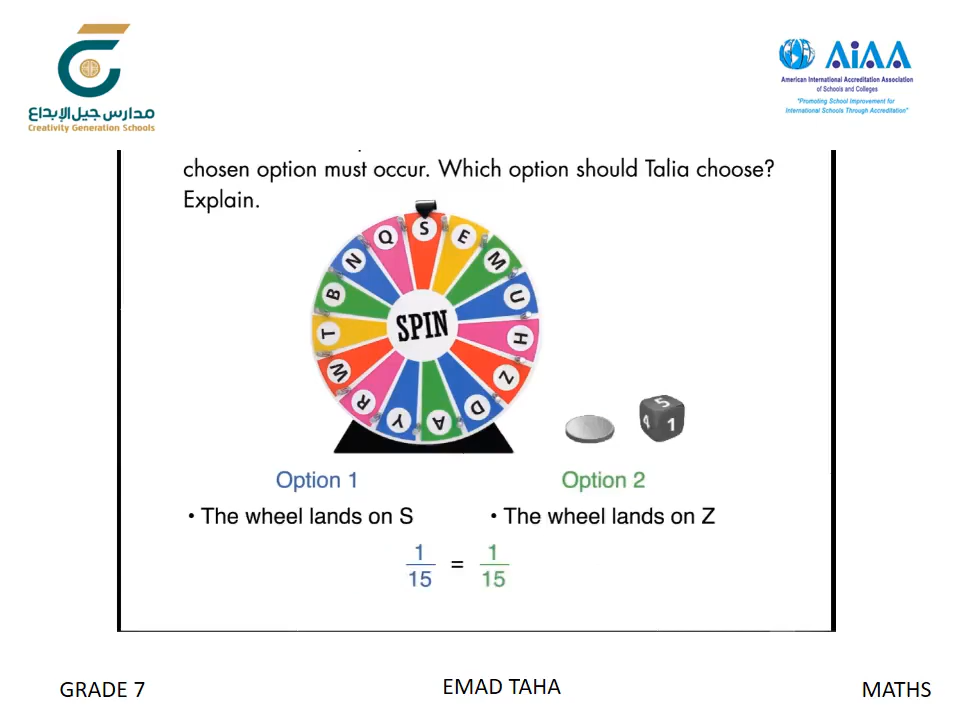 مدارس جيل الإبداع
Creativity Generation Schools
AiAA
American International Accreditation Association
of Schools and Colleges
"Promoting School Improvement for
International Schools Through Accreditation"
chosen option must occur. Which option should Talia choose?
Explain.
S
E
M
U
H
Z
D
A
Y
R
W
T
B
N
Q
SPIN
5
4
1
Option 1
Option 2
• The wheel lands on S
• The wheel lands on Z
1/15 = 1/15
GRADE 7
EMAD TAHA
MATHS